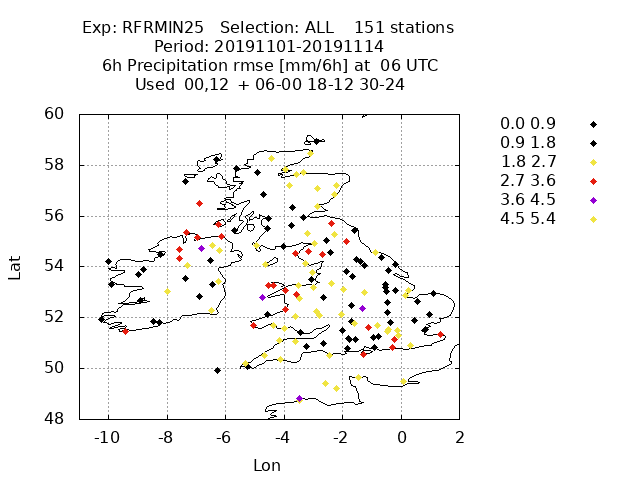 Exp: RFRMIN25 Selection: ALL 151 stations
Period: 20191101-20191114
6h Precipitation rmse [mm/6h] at 06 UTC
Used 00,12 + 06-00 18-12 30-24
60
58
56
54
52
50
48
Lat
-10 -8 -6 -4 -2 0 2
Lon
0.0 0.9
0.9 1.8
1.8 2.7
2.7 3.6
3.6 4.5
4.5 5.4